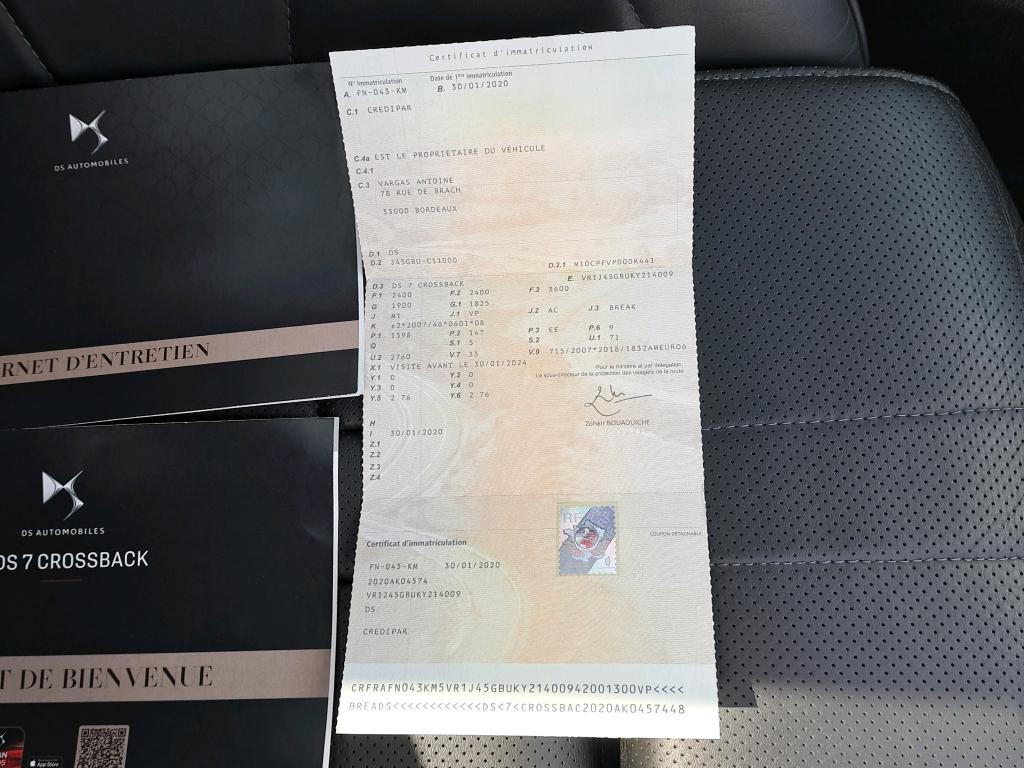 DS AUTOMOBILES
RNET D'ENTRETIEN
DS AUTOMOBILES
DS 7 CROSSBACK
T DE BIENVENUE
App Store
Certificat d'immatriculation
N° Immatriculation
Date de 1ère immatriculation
A. FN-043-KM
B. 30/01/2020
C.1 CREDIPAR
C.4a EST LE PROPRIÉTAIRE DU VÉHICULE
C.4.1
C.3 VARGAS ANTOINE
78 RUE DE BRACH
33000 BORDEAUX
D.1 DS
D.2 J45GBU-C11000
D.2.1 M10CPFVP000R441
E. VR1J45GBUKY214009
D.3 DS 7 CROSSBACK
F.1 2400 F.2 2400 F.3 3600
G 1900 G.1 1825
J M1 J.1 VP J.2 AC J.3 BREAK
K e2*2007/46*0601*08
P.1 1598 P.2 147 P.3 EE P.6 9
Q S.1 5 S.2 U.1 71
U.2 2760 V.7 33 V.9 715/2007*2018/1832AMEURO6
X.1 VISITE AVANT LE 30/01/2024
Y.1 0 Y.2 0
Y.3 0 Y.4 0
Y.5 2.76 Y.6 2.76
Pour le ministre et par délégation,
Le sous-directeur de la protection des usagers de la route
Zoheir BOUAOUICHE
H
I 30/01/2020
Z.1
Z.2
Z.3
Z.4
RF
COUPON DÉTACHABLE
Certificat d'immatriculation
FN-043-KM 30/01/2020
2020AK04574
VR1J45GBUKY214009
DS
CREDIPAR
CRFRAFN043KM5VR1J45GBUKY21400942001300VP<<<<
BREADS<<<<<<<<<<<<DS<7<CROSSBAC2020AK0457448